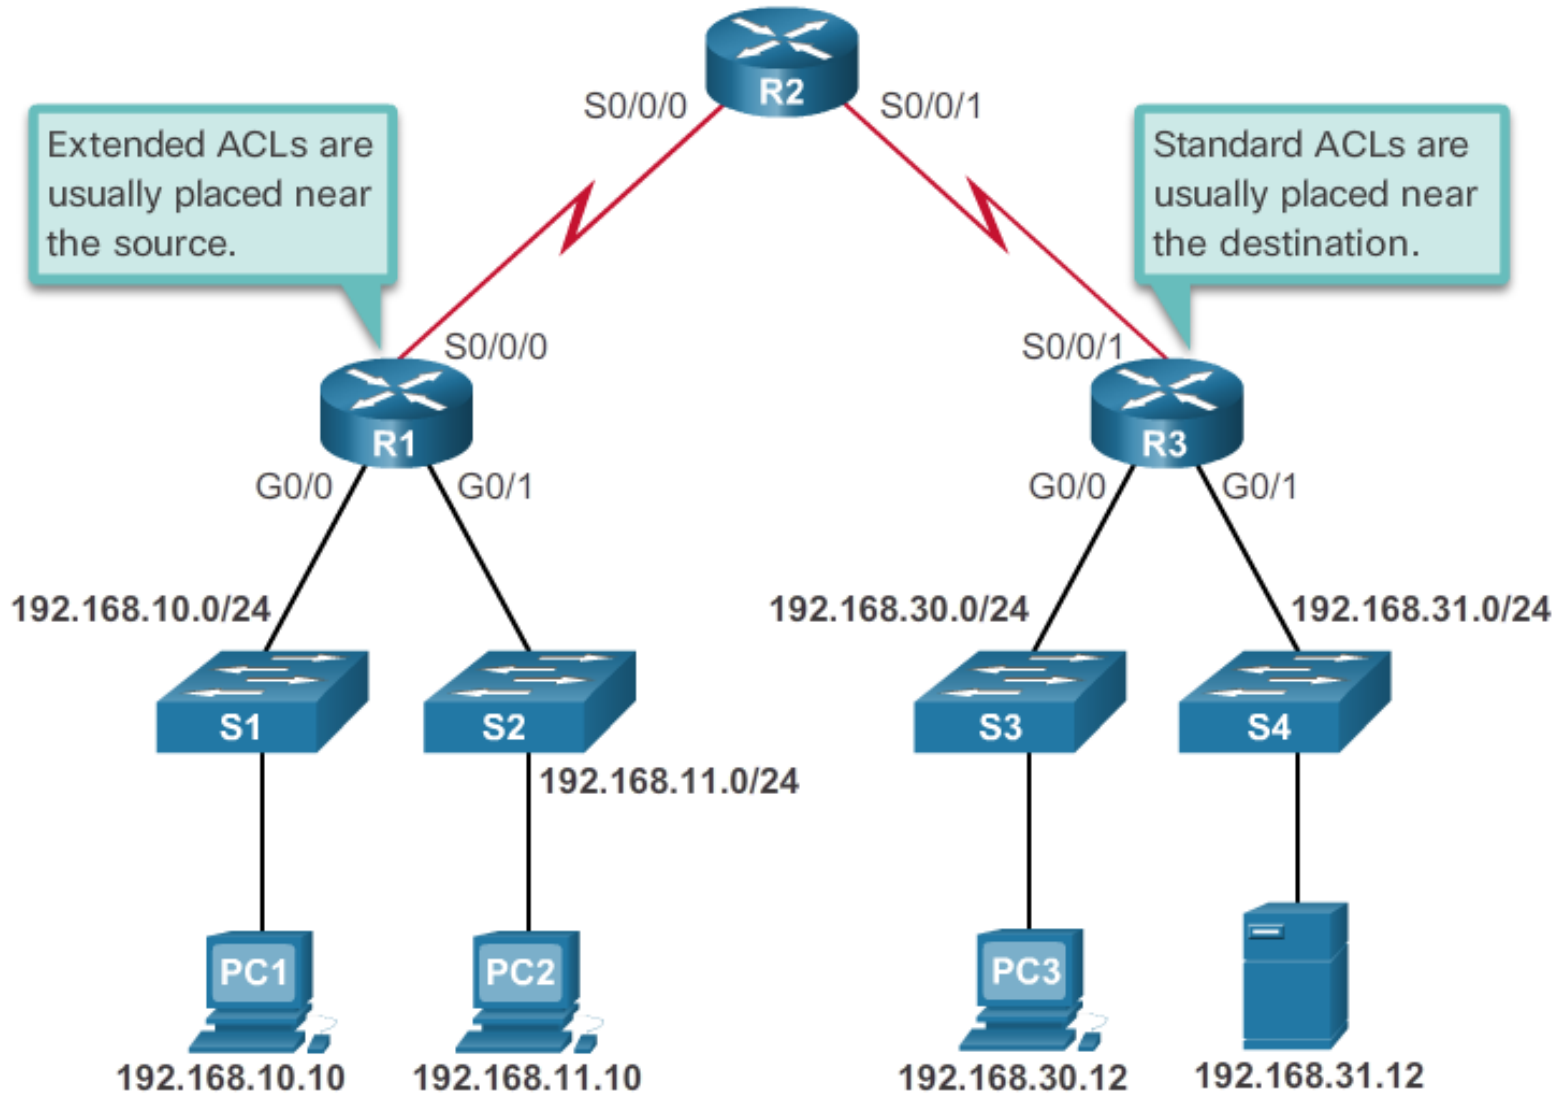 R2
S0/0/0
S0/0/1
Extended ACLs are
usually placed near
the source.
Standard ACLs are
usually placed near
the destination.
S0/0/0
S0/0/1
R1
R3
G0/0
G0/1
G0/0
G0/1
192.168.10.0/24
192.168.30.0/24
192.168.31.0/24
S1
S2
S3
S4
192.168.11.0/24
PC1
PC2
PC3
192.168.10.10
192.168.11.10
192.168.30.12
192.168.31.12